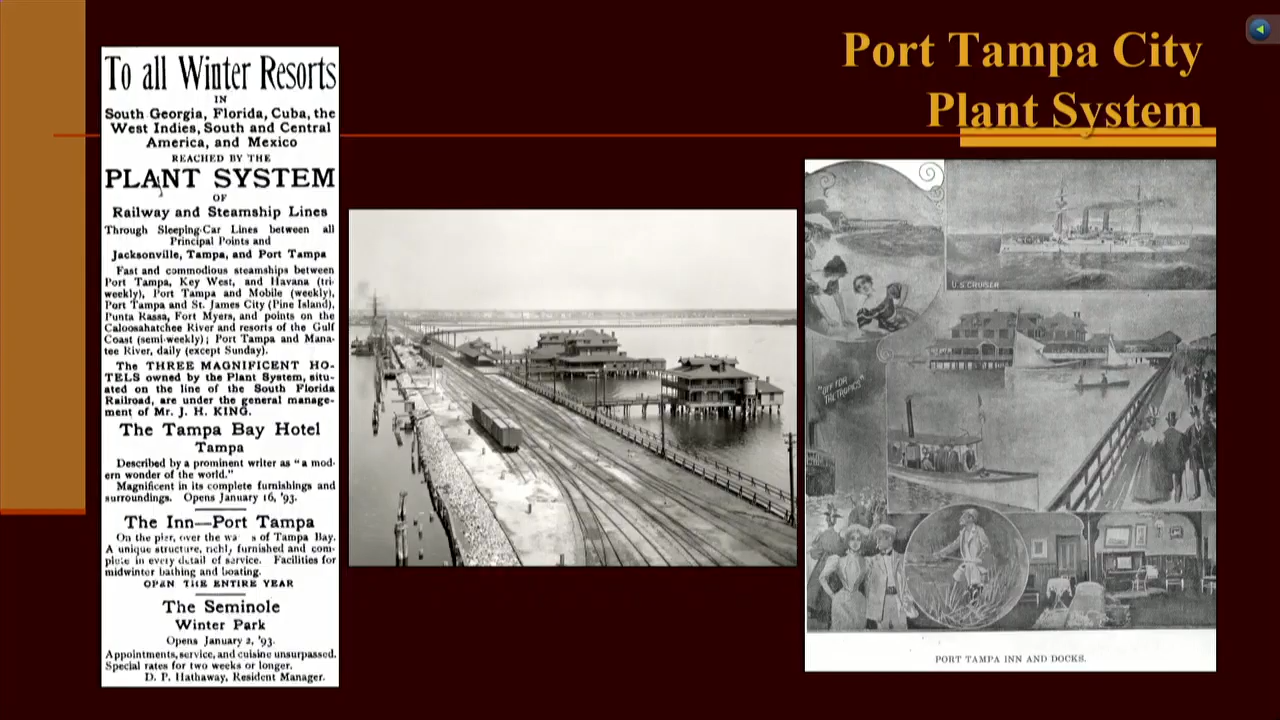 Port Tampa City
Plant System
To all Winter Resorts
IN
South Georgia, Florida, Cuba, the
West Indies, South and Central
America, and Mexico
REACHED BY THE
PLANT SYSTEM
OF
Railway and Steamship Lines
Through Sleeping-Car Lines between all
Principal Points and
Jacksonville, Tampa, and Port Tampa
Fast and commodious steamships between
Port Tampa, Key West, and Havana (tri-
weekly), Port Tampa and Mobile (weekly),
Port Tampa and St. James City (Pine Island),
Punta Rassa, Fort Myers, and points on the
Caloosahatchee River and resorts of the Gulf
Coast (semi-weekly); Port Tampa and Mana-
tee River, daily (except Sunday).
The THREE MAGNIFICENT HO-
TELS owned by the Plant System, situ-
ated on the line of the South Florida
Railroad, are under the general manage-
ment of Mr. J. H. KING.
The Tampa Bay Hotel
Tampa
Described by a prominent writer as "a mod-
ern wonder of the world."
Magnificent in its complete furnishings and
surroundings. Opens January 16, '93.
The Inn—Port Tampa
On the pier, over the wa s of Tampa Bay.
A unique structure, richly furnished and com-
plete in every detail of service. Facilities for
midwinter bathing and boating.
OPEN THE ENTIRE YEAR
The Seminole
Winter Park
Opens January 2, '93.
Appointments, service, and cuisine unsurpassed.
Special rates for two weeks or longer.
D. P. Hathaway, Resident Manager.
U.S. CRUISER
"OFF FOR
THE TROPICS"
PORT TAMPA INN AND DOCKS.